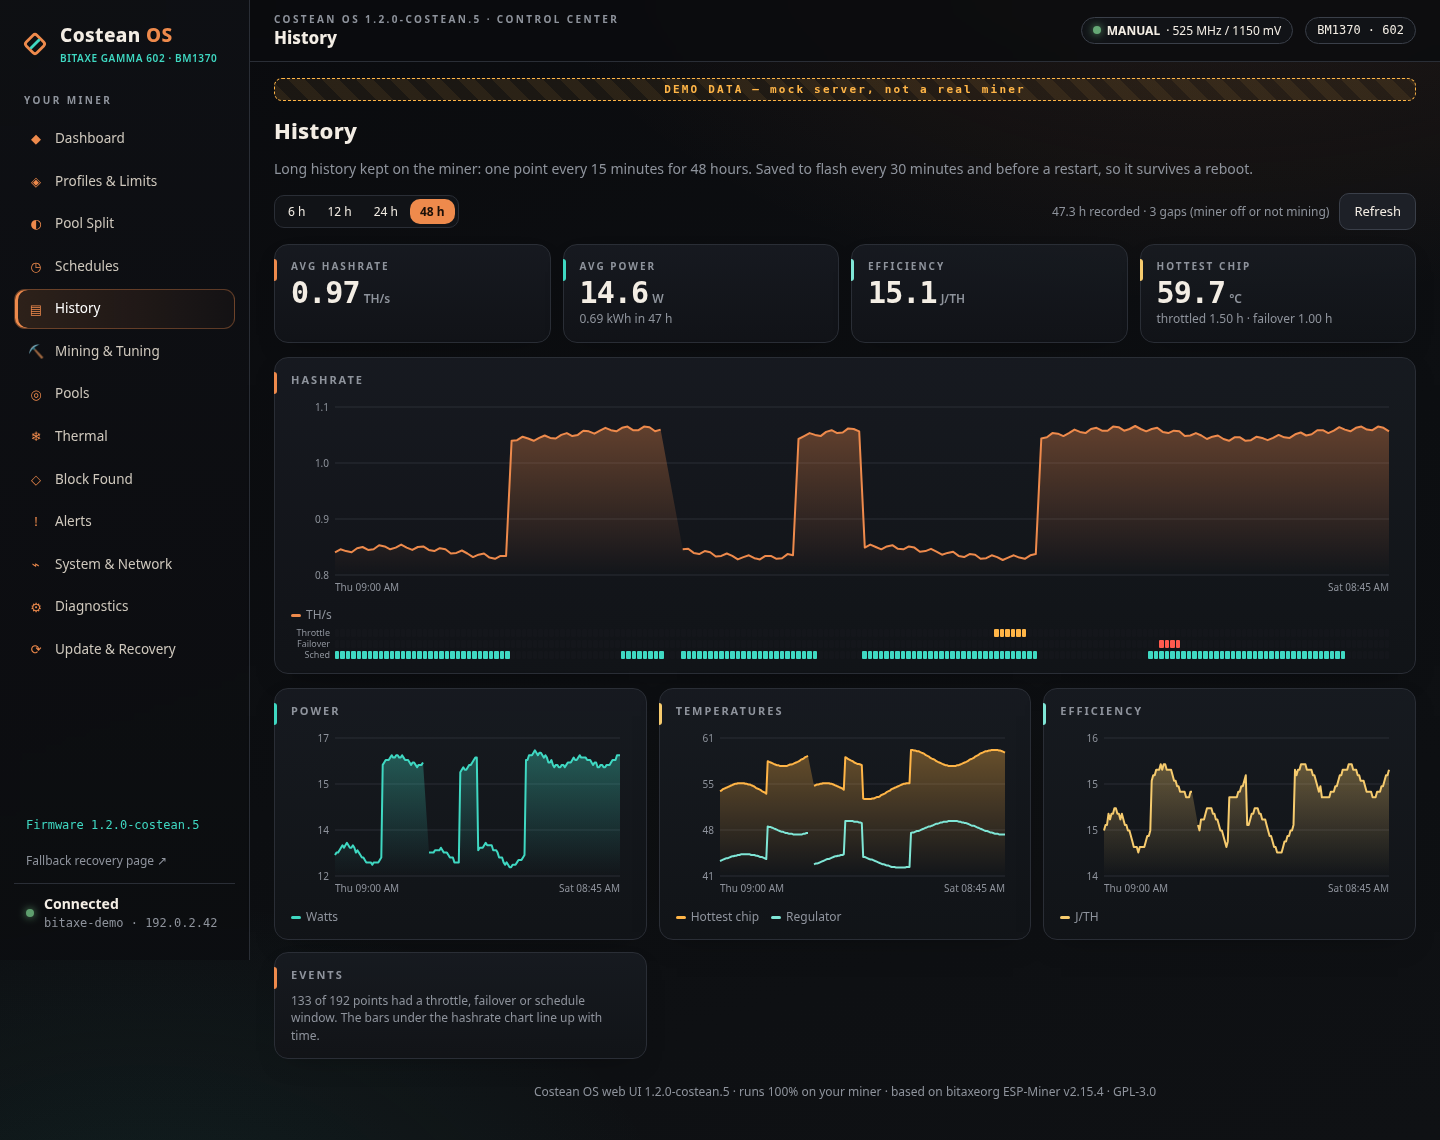 Costean OS
BITAXE GAMMA 602 · BM1370
YOUR MINER
Dashboard
Profiles & Limits
Pool Split
Schedules
History
Mining & Tuning
Pools
Thermal
Block Found
Alerts
System & Network
Diagnostics
Update & Recovery
Firmware 1.2.0-costean.5
Fallback recovery page ↗
Connected
bitaxe-demo · 192.0.2.42
COSTEAN OS 1.2.0-COSTEAN.5 · CONTROL CENTER
History
MANUAL · 525 MHz / 1150 mV
BM1370 · 602
DEMO DATA — mock server, not a real miner
History
Long history kept on the miner: one point every 15 minutes for 48 hours. Saved to flash every 30 minutes and before a restart, so it survives a reboot.
6 h 12 h 24 h 48 h
47.3 h recorded · 3 gaps (miner off or not mining)
Refresh
AVG HASHRATE
0.97 TH/s
AVG POWER
14.6 W
0.69 kWh in 47 h
EFFICIENCY
15.1 J/TH
HOTTEST CHIP
59.7 °C
throttled 1.50 h · failover 1.00 h
HASHRATE
1.1
1.0
0.9
0.8
Thu 09:00 AM
Sat 08:45 AM
TH/s
Throttle
Failover
Sched
POWER
17
15
14
12
Thu 09:00 AM
Sat 08:45 AM
Watts
TEMPERATURES
61
55
48
41
Thu 09:00 AM
Sat 08:45 AM
Hottest chip
Regulator
EFFICIENCY
16
15
15
14
Thu 09:00 AM
Sat 08:45 AM
J/TH
EVENTS
133 of 192 points had a throttle, failover or schedule
window. The bars under the hashrate chart line up with
time.
Costean OS web UI 1.2.0-costean.5 · runs 100% on your miner · based on bitaxeorg ESP-Miner v2.15.4 · GPL-3.0